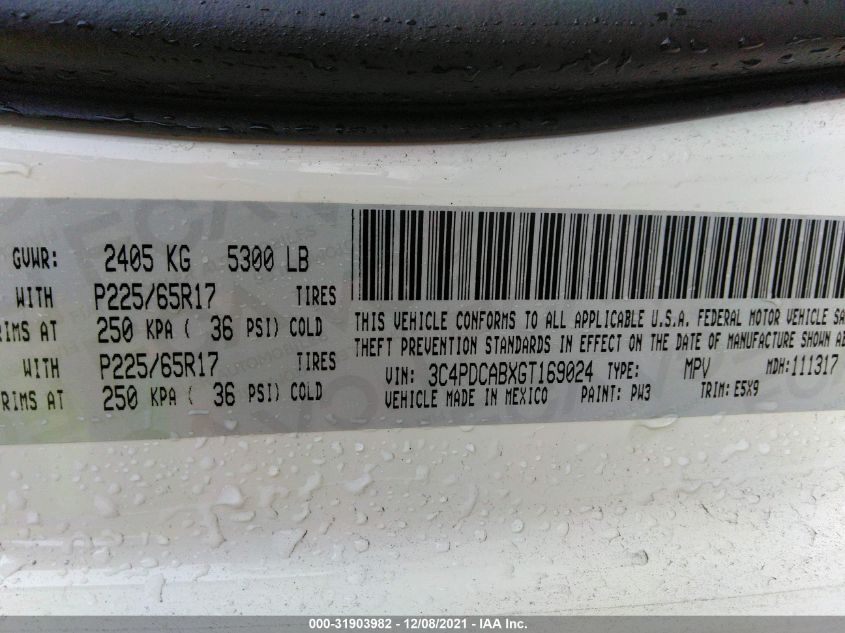 GVWR: 2405 KG 5300 LB
WITH P225/65R17 TIRES
RIMS AT 250 KPA ( 36 PSI) COLD
WITH P225/65R17 TIRES
RIMS AT 250 KPA ( 36 PSI) COLD
THIS VEHICLE CONFORMS TO ALL APPLICABLE U.S.A. FEDERAL MOTOR VEHICLE SA
THEFT PREVENTION STANDARDS IN EFFECT ON THE DATE OF MANUFACTURE SHOWN AB
VIN: 3C4PDCABXGT169024 TYPE: MPV MDH: 111317
VEHICLE MADE IN MEXICO PAINT: PW3 TRIM: E5X9
000-31903982 - 12/08/2021 - IAA Inc.